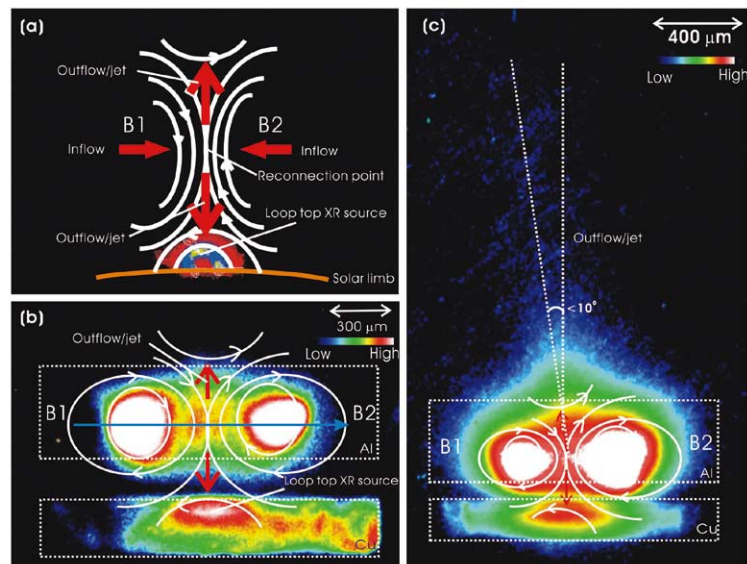 (a)
Outflow/jet
B1
B2
Inflow
Inflow
Reconnection point
Loop top XR source
Outflow/jet
Solar limb
(b)
300 μm
Outflow/jet
Low
High
B1
B2
Al
Loop top XR source
Cu
(c)
400 μm
Low
High
Outflow/jet
<10°
B1
B2
Al
Cu